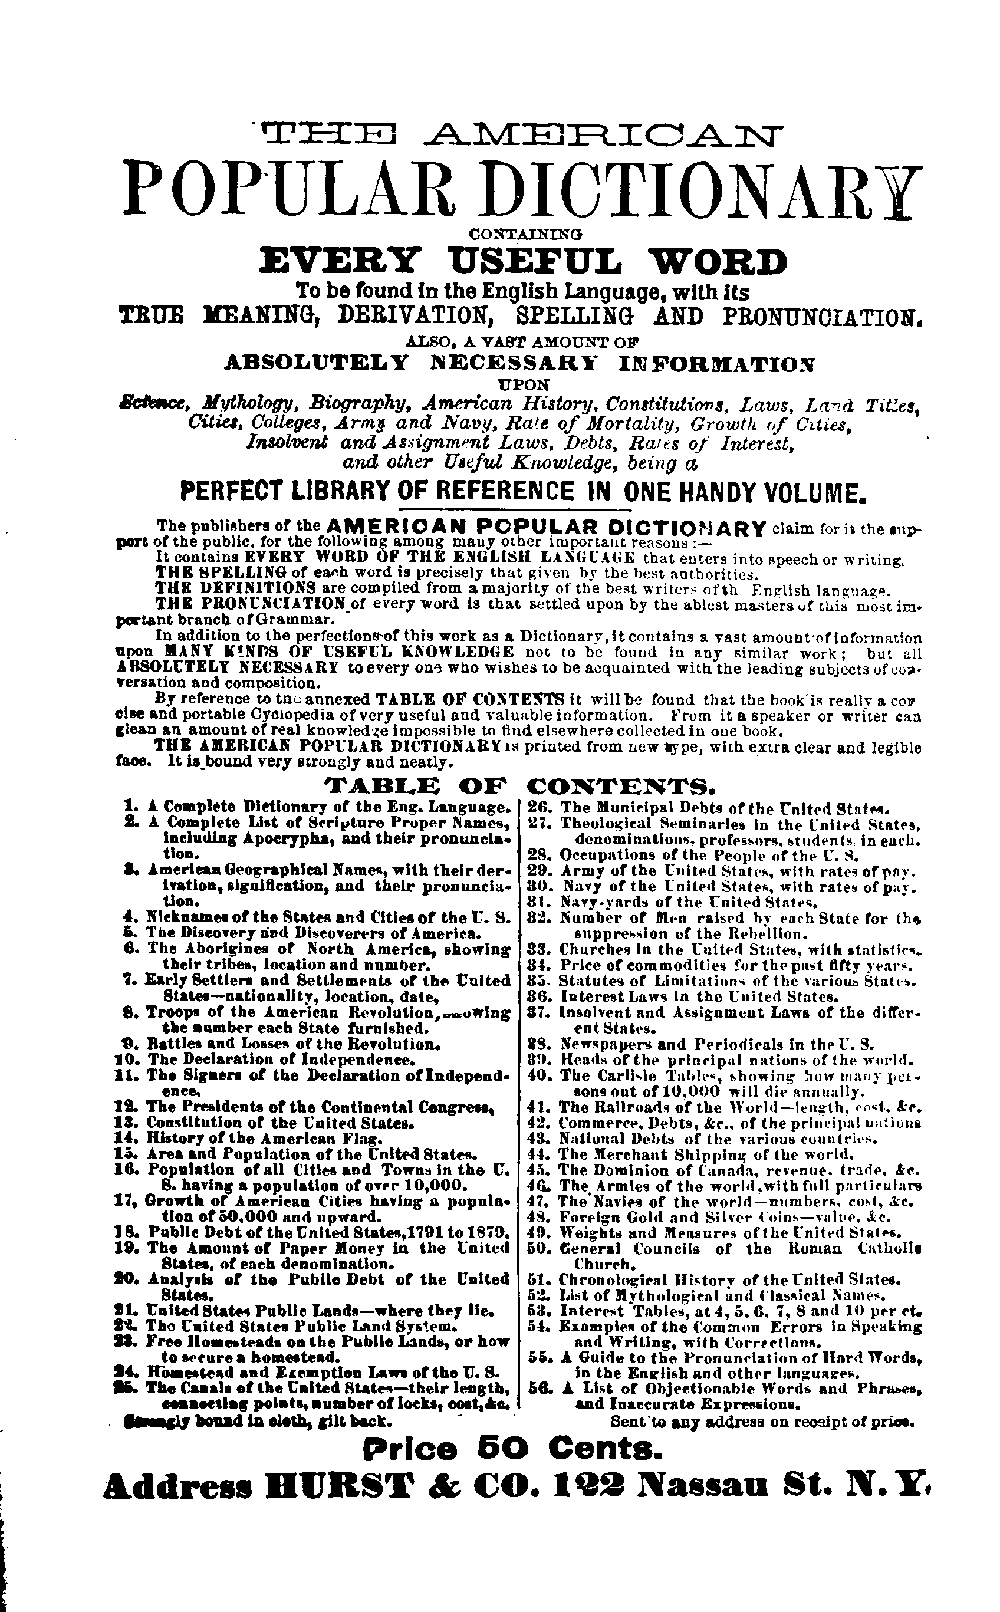 THE AMERICAN
POPULAR DICTIONARY
CONTAINING
EVERY USEFUL WORD
To be found in the English Language, with its
TRUE MEANING, DERIVATION, SPELLING AND PRONUNCIATION.
ALSO, A VAST AMOUNT OF
ABSOLUTELY NECESSARY INFORMATION
UPON
Science, Mythology, Biography, American History, Constitutions, Laws, Land Titles,
Cities, Colleges, Army and Navy, Rate of Mortality, Growth of Cities,
Insolvent and Assignment Laws, Debts, Rates of Interest,
and other Useful Knowledge, being a
PERFECT LIBRARY OF REFERENCE IN ONE HANDY VOLUME.
The publishers of the AMERICAN POPULAR DICTIONARY claim for it the sup-
port of the public, for the following among many other important reasons :—
It contains EVERY WORD OF THE ENGLISH LANGUAGE that enters into speech or writing.
THE SPELLING of each word is precisely that given by the best authorities.
THE DEFINITIONS are compiled from a majority of the best writers of th English language.
THE PRONUNCIATION of every word is that settled upon by the ablest masters of this most im-
portant branch of Grammar.
In addition to the perfections of this work as a Dictionary, it contains a vast amount of information
upon MANY KINDS OF USEFUL KNOWLEDGE not to be found in any similar work; but all
ABSOLUTELY NECESSARY to every one who wishes to be acquainted with the leading subjects of con-
versation and composition.
By reference to the annexed TABLE OF CONTENTS it will be found that the book is really a con
cise and portable Cyclopedia of very useful and valuable information. From it a speaker or writer can
glean an amount of real knowledge impossible to find elsewhere collected in one book.
THE AMERICAN POPULAR DICTIONARY is printed from new type, with extra clear and legible
face. It is bound very strongly and neatly.
TABLE OF CONTENTS.
1. A Complete Dictionary of the Eng. Language.
2. A Complete List of Scripture Proper Names,
including Apocrypha, and their pronuncia-
tion.
3. American Geographical Names, with their der-
ivation, signification, and their pronuncia-
tion.
4. Nicknames of the States and Cities of the U. S.
5. The Discovery and Discoverers of America.
6. The Aborigines of North America, showing
their tribes, location and number.
7. Early Settlers and Settlements of the United
States—nationality, location, date,
8. Troops of the American Revolution, showing
the number each State furnished.
9. Battles and Losses of the Revolution.
10. The Declaration of Independence.
11. The Signers of the Declaration of Independ-
ence,
12. The Presidents of the Continental Congress,
13. Constitution of the United States.
14. History of the American Flag.
15. Area and Population of the United States.
16. Population of all Cities and Towns in the U.
S. having a population of over 10,000.
17, Growth of American Cities having a popula-
tion of 50,000 and upward.
18. Public Debt of the United States, 1791 to 1879.
19. The Amount of Paper Money in the United
States, of each denomination.
20. Analysis of the Public Debt of the United
States.
21. United States Public Lands—where they lie.
22. The United States Public Land System.
23. Free Homesteads on the Public Lands, or how
to secure a homestead.
24. Homestead and Exemption Laws of the U. S.
25. The Canals of the United States—their length,
connecting points, number of locks, cost, &c.
Strongly bound in cloth, gilt back.
26. The Municipal Debts of the United States.
27. Theological Seminaries in the United States,
denominations, professors, students, in each.
28. Occupations of the People of the U. S.
29. Army of the United States, with rates of pay.
30. Navy of the United States, with rates of pay.
31. Navy-yards of the United States,
32. Number of Men raised by each State for the
suppression of the Rebellion.
33. Churches in the United States, with statistics.
34. Price of commodities for the past fifty years.
35. Statutes of Limitations of the various States.
36. Interest Laws in the United States.
37. Insolvent and Assignment Laws of the differ-
ent States.
38. Newspapers and Periodicals in the U. S.
39. Heads of the principal nations of the world.
40. The Carlisle Tables, showing how many per-
sons out of 10,000 will die annually.
41. The Railroads of the World—length, cost, &c.
42. Commerce, Debts, &c., of the principal nations
43. National Debts of the various countries.
44. The Merchant Shipping of the world.
45. The Dominion of Canada, revenue, trade, &c.
46. The Armies of the world, with full particulars
47. The Navies of the world—numbers, cost, &c.
48. Foreign Gold and Silver Coins—value, &c.
49. Weights and Measures of the United States.
50. General Councils of the Roman Catholic
Church.
51. Chronological History of the United States.
52. List of Mythological and Classical Names.
53. Interest Tables, at 4, 5, 6, 7, 8 and 10 per ct.
54. Examples of the Common Errors in Speaking
and Writing, with Corrections.
55. A Guide to the Pronunciation of Hard Words,
in the English and other languages.
56. A List of Objectionable Words and Phrases,
and Inaccurate Expressions.
Sent to any address on receipt of price.
Price 50 Cents.
Address HURST & CO. 122 Nassau St. N. Y.